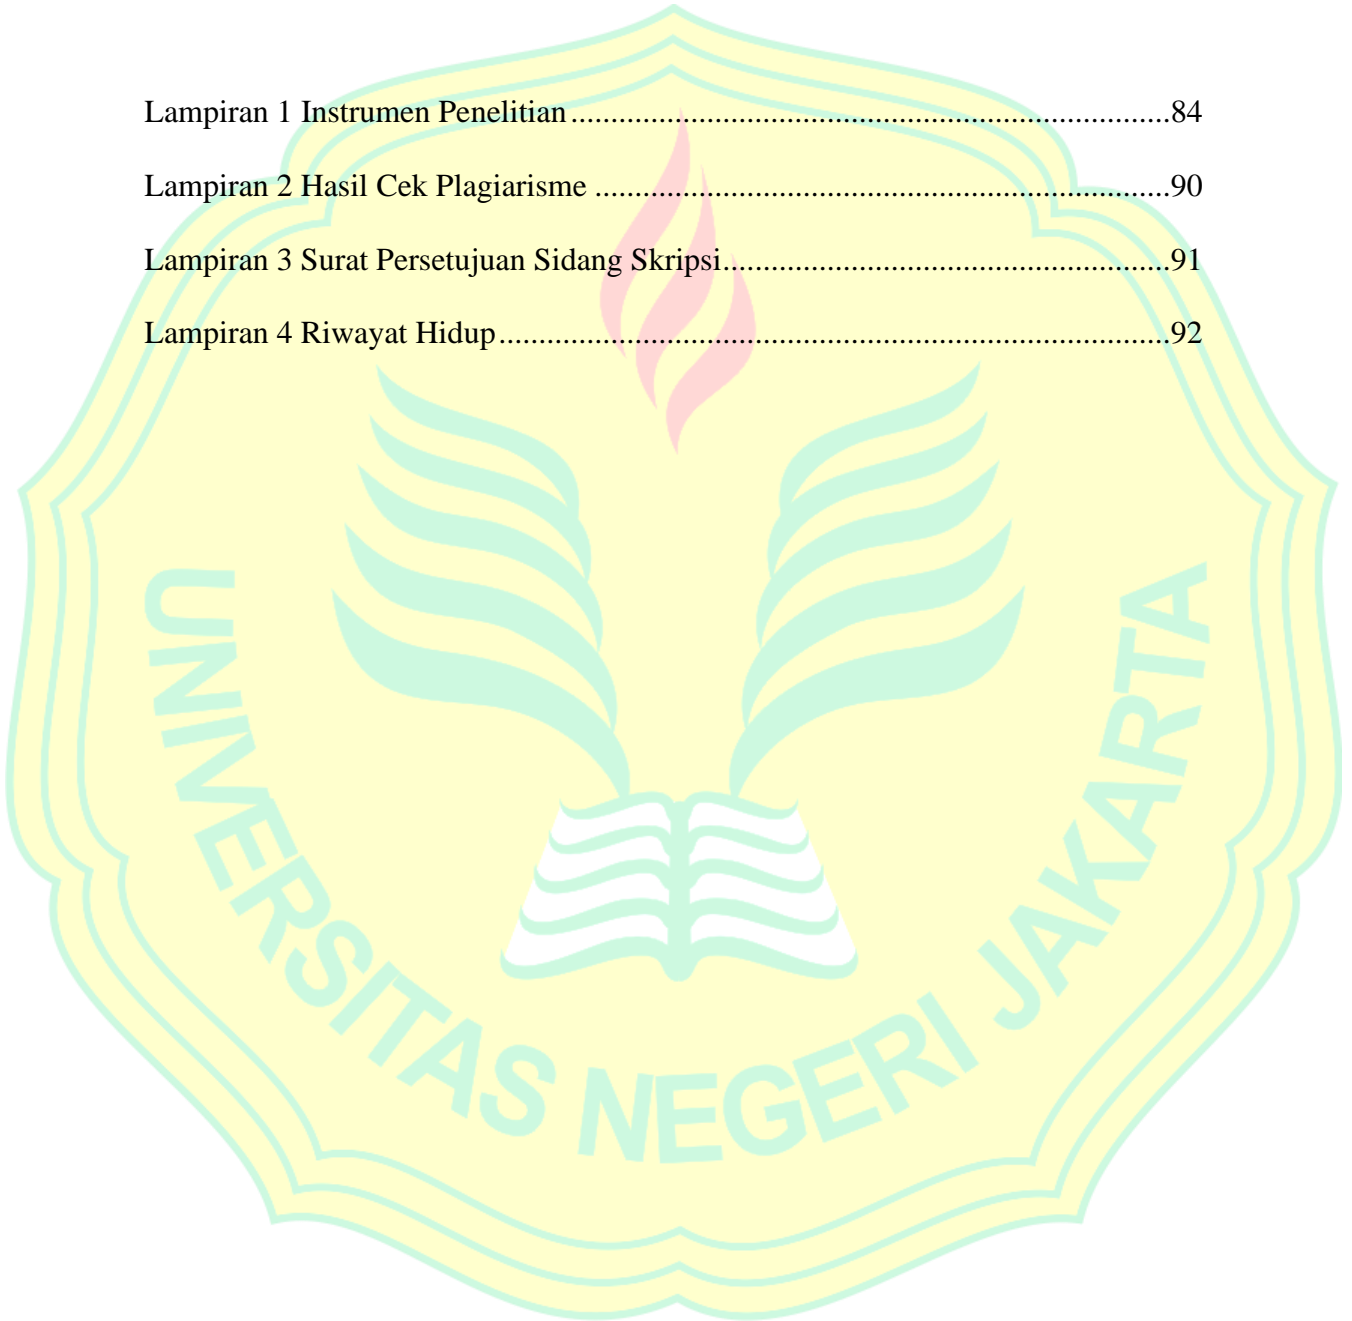 Lampiran 1 Instrumen Penelitian...........................................................................84
Lampiran 2 Hasil Cek Plagiarisme ........................................................................90
Lampiran 3 Surat Persetujuan Sidang Skripsi........................................................91
Lampiran 4 Riwayat Hidup....................................................................................92
UNIVERSITAS NEGERI JAKARTA